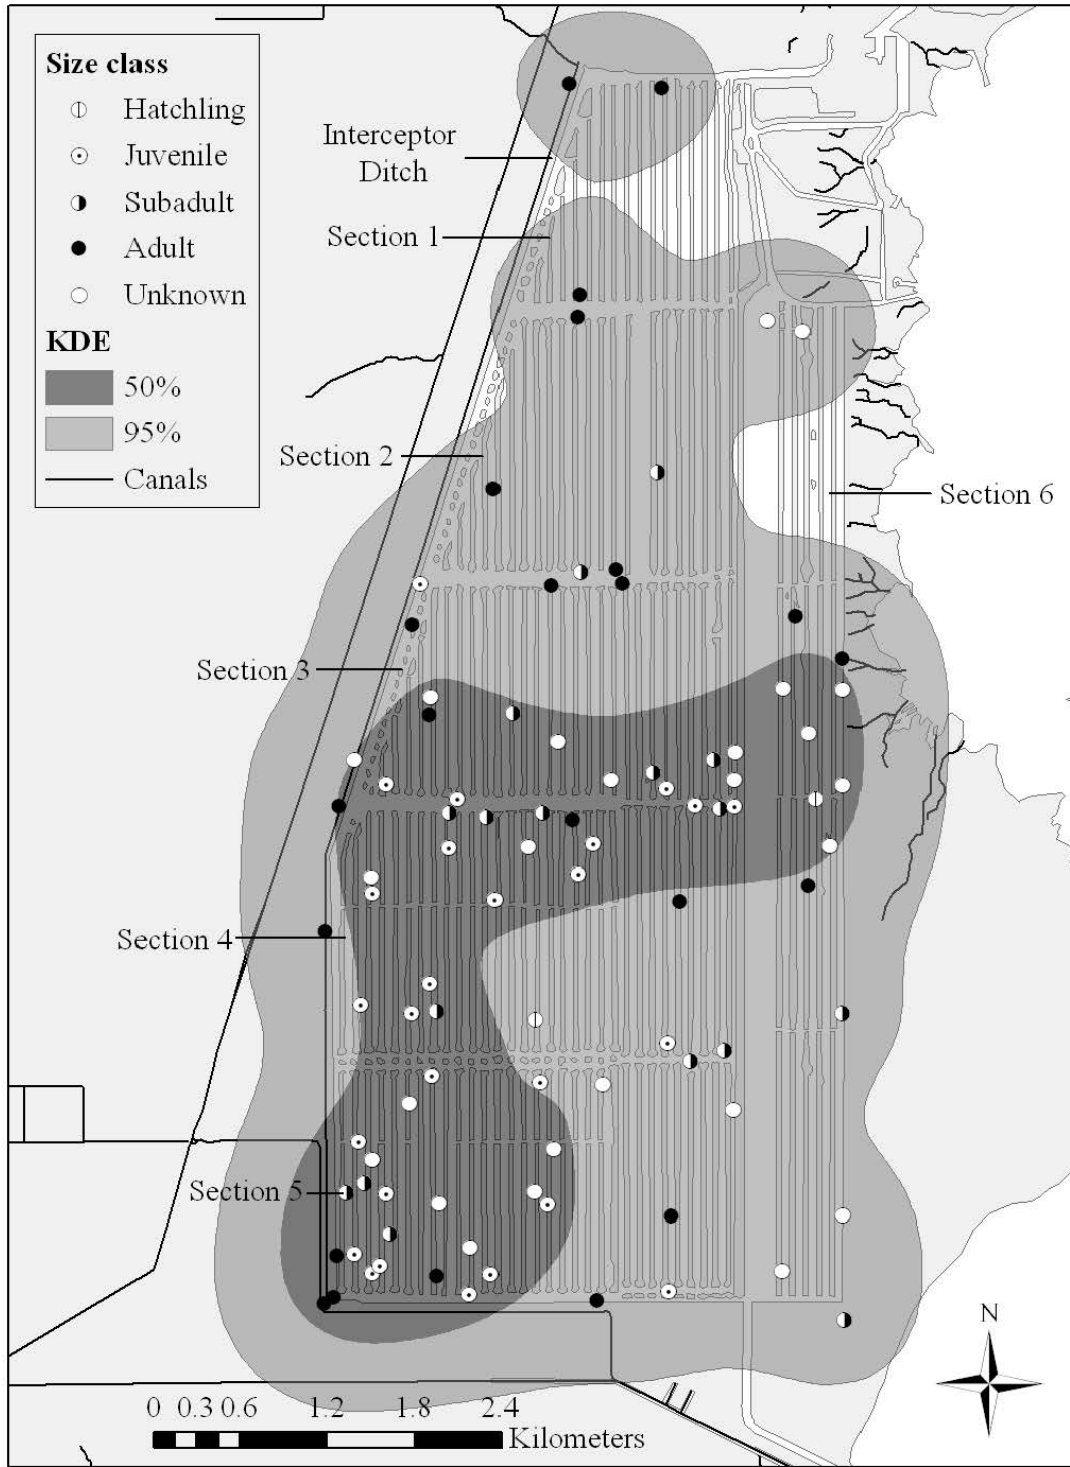 Size class
Hatchling
Juvenile
Subadult
Adult
Unknown
KDE
50%
95%
Canals
Interceptor
Ditch
Section 1
Section 2
Section 6
Section 3
Section 4
Section 5
N
0 0.3 0.6 1.2 1.8 2.4
Kilometers